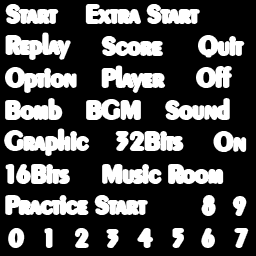 Start Extra Start
Replay Score Quit
Option Player Off
Bomb BGM Sound
Graphic 32Bits On
16Bits Music Room
Practice Start 8 9
0 1 2 3 4 5 6 7